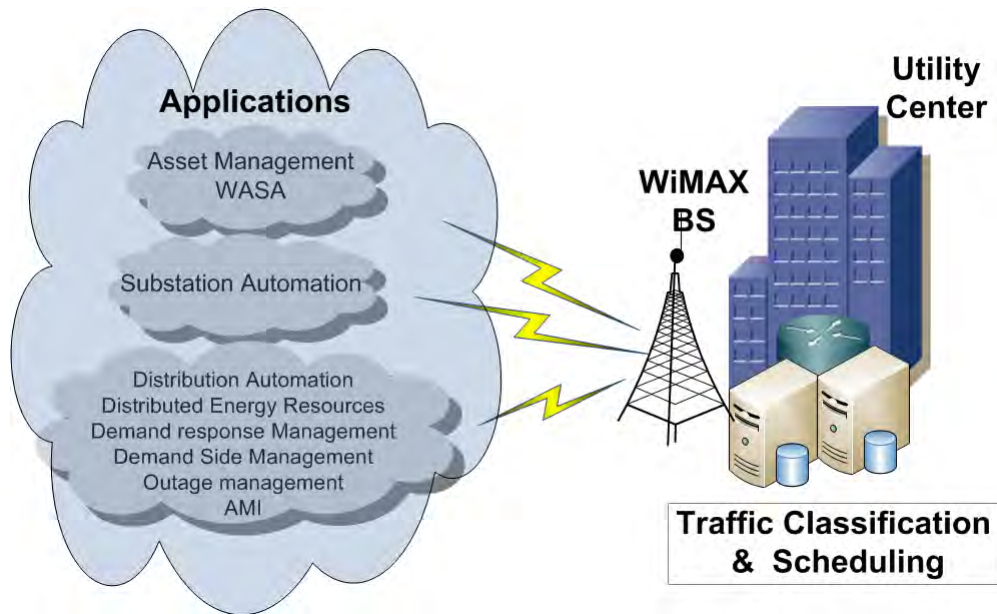 Applications
Asset Management
WASA
Substation Automation
Distribution Automation
Distributed Energy Resources
Demand response Management
Demand Side Management
Outage management
AMI
WiMAX
BS
Utility
Center
Traffic Classification
& Scheduling